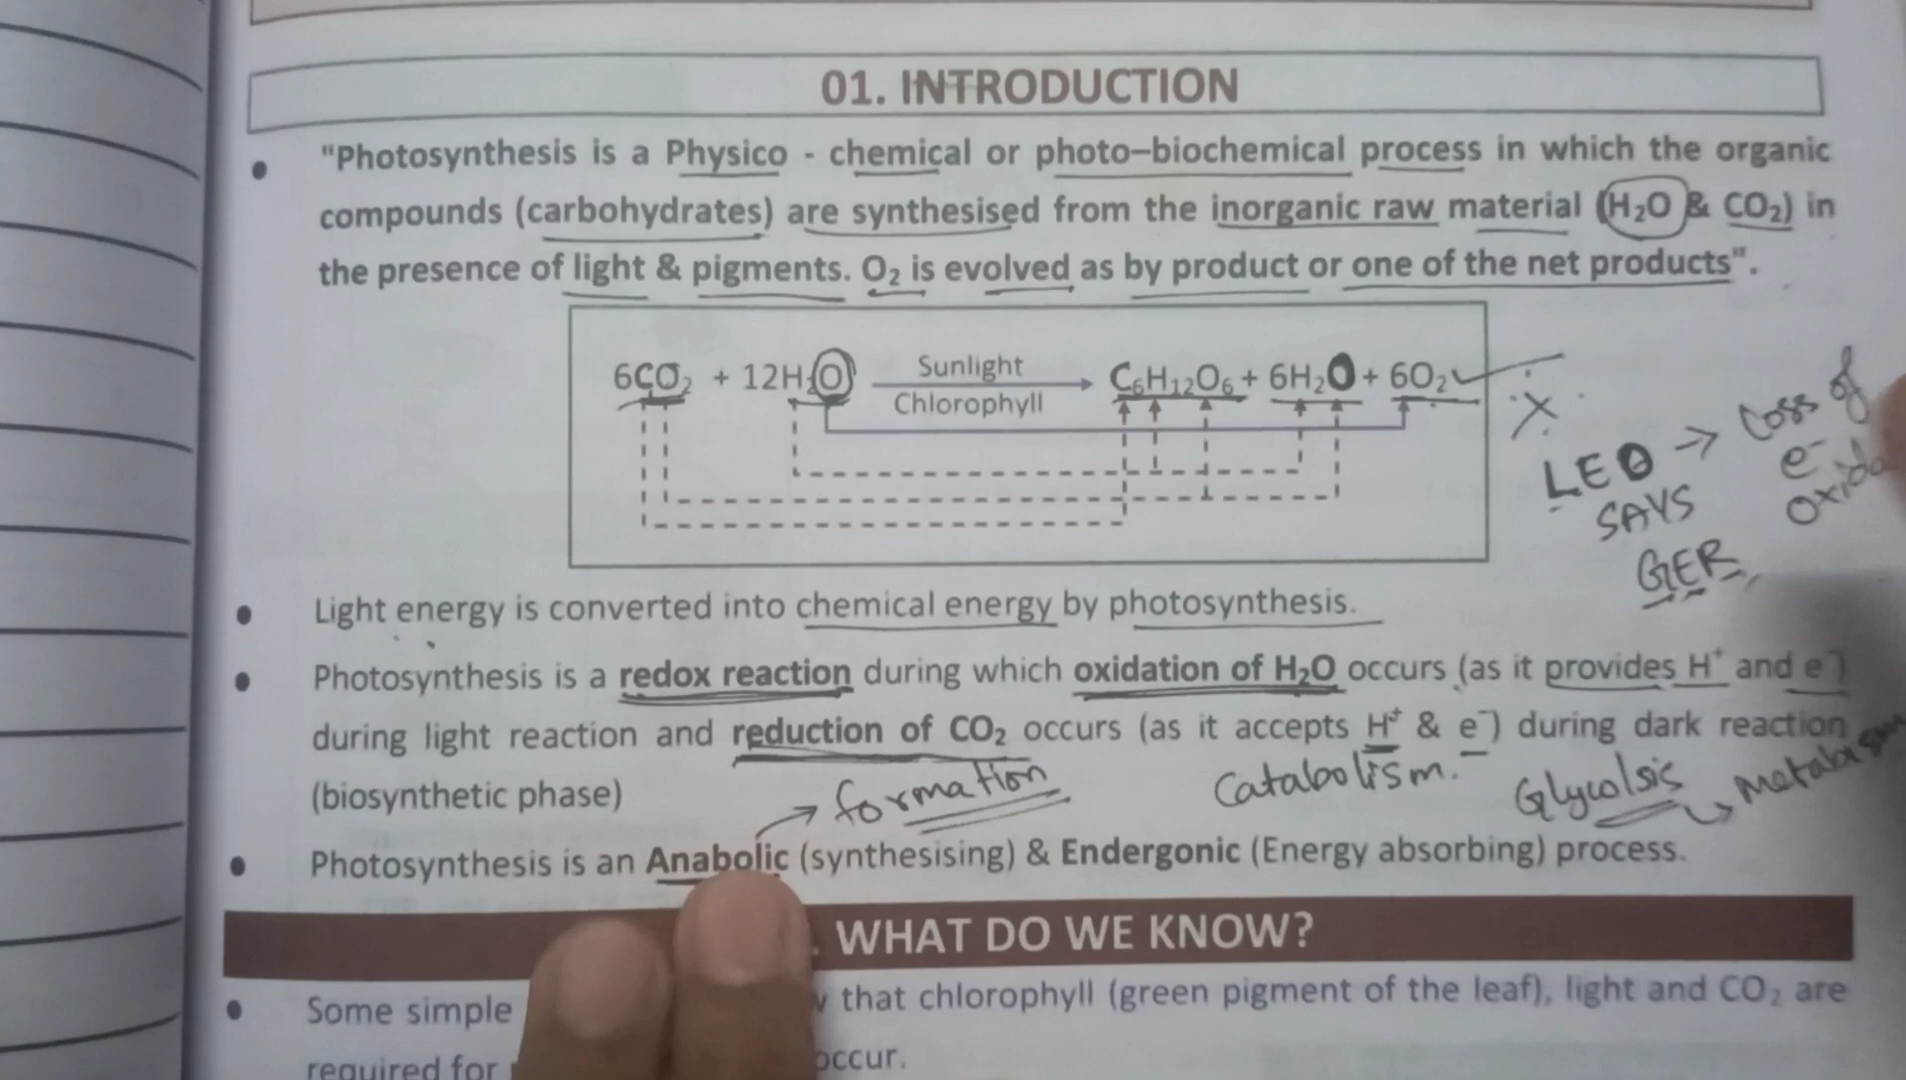 01. INTRODUCTION
• "Photosynthesis is a Physico - chemical or photo–biochemical process in which the organic
compounds (carbohydrates) are synthesised from the inorganic raw material (H₂O & CO₂) in
the presence of light & pigments. O₂ is evolved as by product or one of the net products".
6CO₂ + 12H₂O Sunlight Chlorophyll C₆H₁₂O₆ + 6H₂O + 6O₂
LEO → Loss of
e⁻
SAYS
GER
• Light energy is converted into chemical energy by photosynthesis.
• Photosynthesis is a redox reaction during which oxidation of H₂O occurs (as it provides H⁺ and e⁻)
during light reaction and reduction of CO₂ occurs (as it accepts H⁺ & e⁻) during dark reaction
(biosynthetic phase)
→ formation
Catabolism.
Glycolsis
• Photosynthesis is an Anabolic (synthesising) & Endergonic (Energy absorbing) process.
WHAT DO WE KNOW?
• Some simple that chlorophyll (green pigment of the leaf), light and CO₂ are
required for occur.